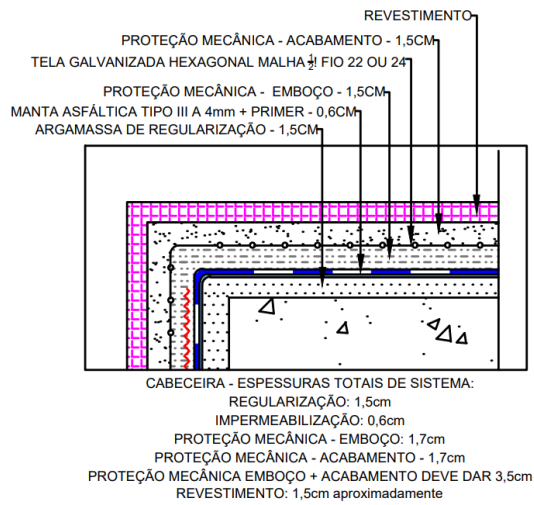 REVESTIMENTO
PROTEÇÃO MECÂNICA - ACABAMENTO - 1,5CM
TELA GALVANIZADA HEXAGONAL MALHA ½! FIO 22 OU 24
PROTEÇÃO MECÂNICA - EMBOÇO - 1,5CM
MANTA ASFÁLTICA TIPO III A 4mm + PRIMER - 0,6CM
ARGAMASSA DE REGULARIZAÇÃO - 1,5CM
CABECEIRA - ESPESSURAS TOTAIS DE SISTEMA:
REGULARIZAÇÃO: 1,5cm
IMPERMEABILIZAÇÃO: 0,6cm
PROTEÇÃO MECÂNICA - EMBOÇO: 1,7cm
PROTEÇÃO MECÂNICA - ACABAMENTO - 1,7cm
PROTEÇÃO MECÂNICA EMBOÇO + ACABAMENTO DEVE DAR 3,5cm
REVESTIMENTO: 1,5cm aproximadamente